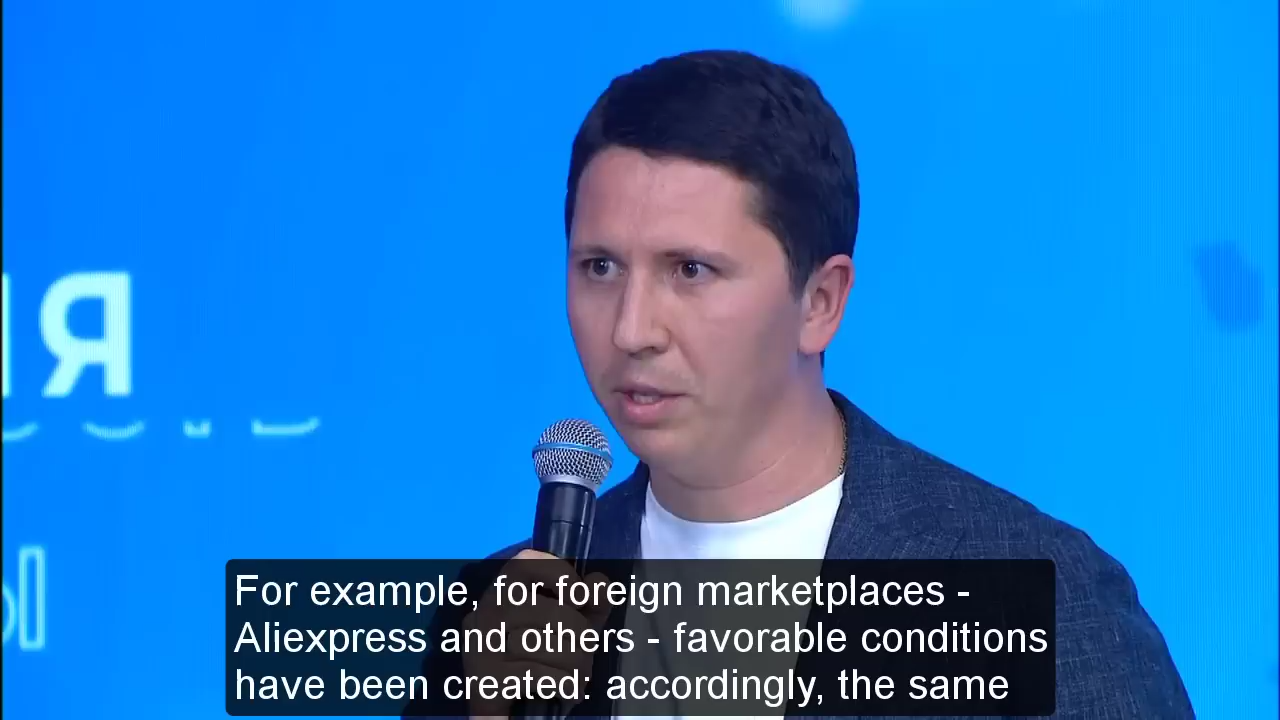 Я
Ы
For example, for foreign marketplaces -
Aliexpress and others - favorable conditions
have been created: accordingly, the same